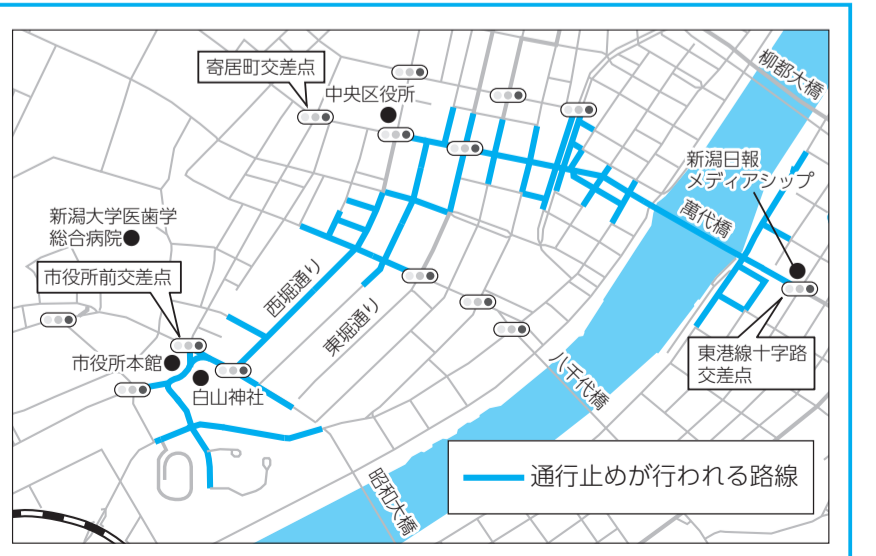 寄居町交差点
中央区役所
柳都大橋
新潟日報
メディアシップ
萬代橋
新潟大学医歯学
総合病院
市役所前交差点
西堀通り
東堀通り
市役所本館
白山神社
東港線十字路
交差点
八千代橋
昭和大橋
通行止めが行われる路線